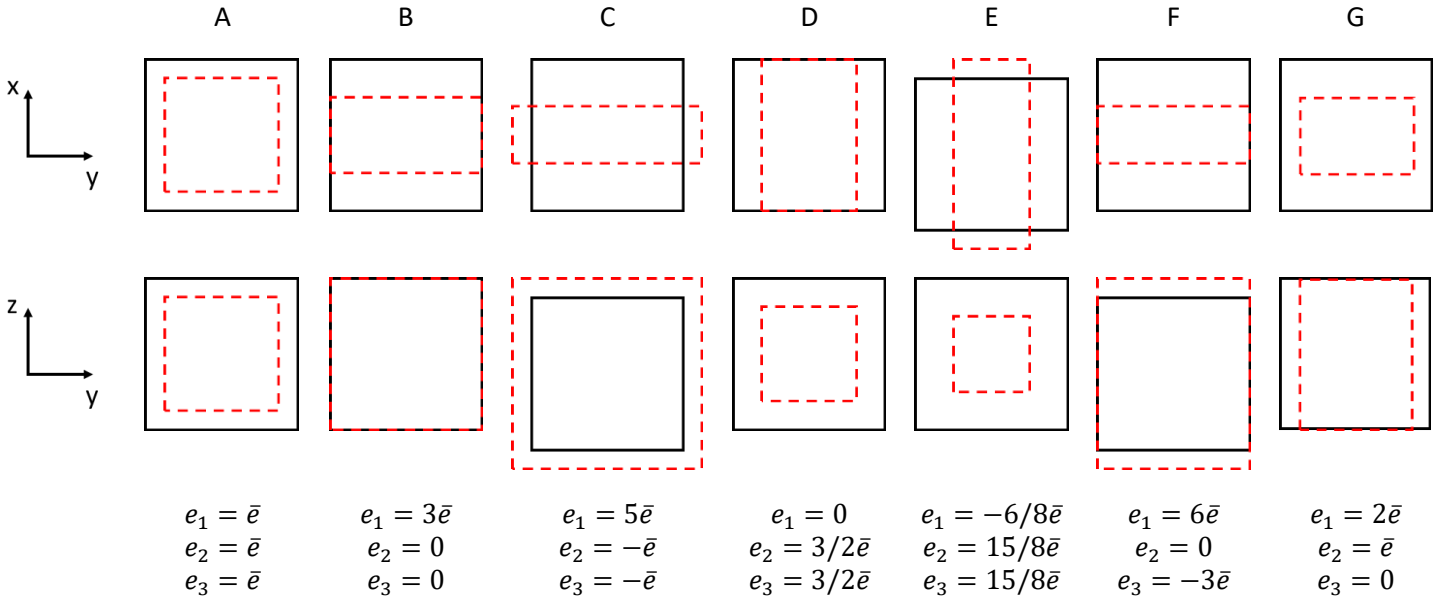 A B C D E F G
x
y
z
y
e₁ = ē e₁ = 3ē e₁ = 5ē e₁ = 0 e₁ = −6/8ē e₁ = 6ē e₁ = 2ē
e₂ = ē e₂ = 0 e₂ = −ē e₂ = 3/2ē e₂ = 15/8ē e₂ = 0 e₂ = ē
e₃ = ē e₃ = 0 e₃ = −ē e₃ = 3/2ē e₃ = 15/8ē e₃ = −3ē e₃ = 0